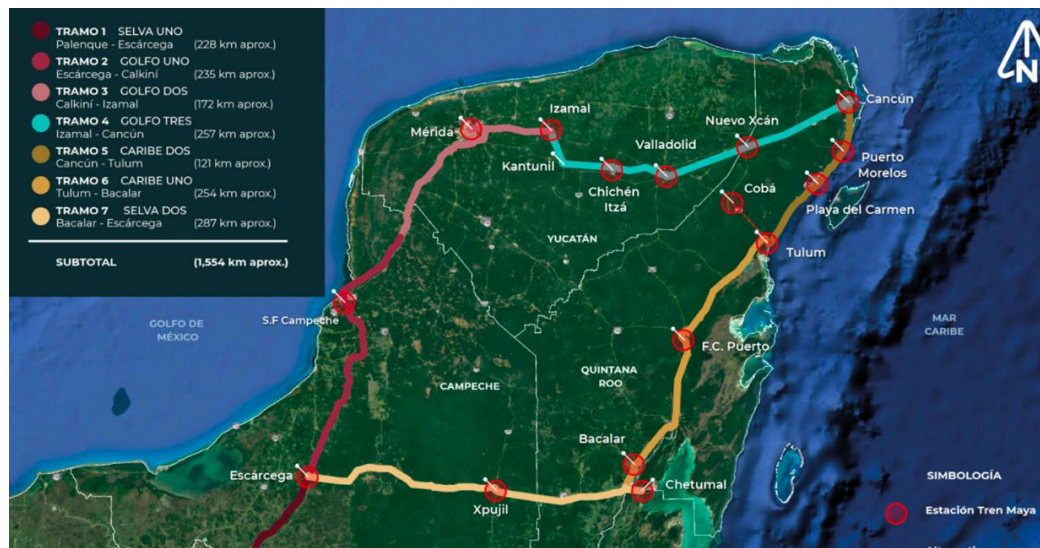 TRAMO 1 SELVA UNO
Palenque - Escárcega (228 km aprox.)
TRAMO 2 GOLFO UNO
Escárcega - Calkiní (235 km aprox.)
TRAMO 3 GOLFO DOS
Calkiní - Izamal (172 km aprox.)
TRAMO 4 GOLFO TRES
Izamal - Cancún (257 km aprox.)
TRAMO 5 CARIBE DOS
Cancún - Tulum (121 km aprox.)
TRAMO 6 CARIBE UNO
Tulum - Bacalar (254 km aprox.)
TRAMO 7 SELVA DOS
Bacalar - Escárcega (287 km aprox.)
SUBTOTAL (1,554 km aprox.)
N
Cancún
Izamal
Mérida
Nuevo Xcán
Valladolid
Kantunil
Puerto
Morelos
Chichén
Itzá
Cobá
Playa del Carmen
YUCATÁN
Tulum
S.F Campeche
GOLFO DE
MÉXICO
MAR
CARIBE
F.C. Puerto
QUINTANA
ROO
CAMPECHE
Bacalar
Escárcega
Chetumal
Xpujil
SIMBOLOGÍA
Estación Tren Maya